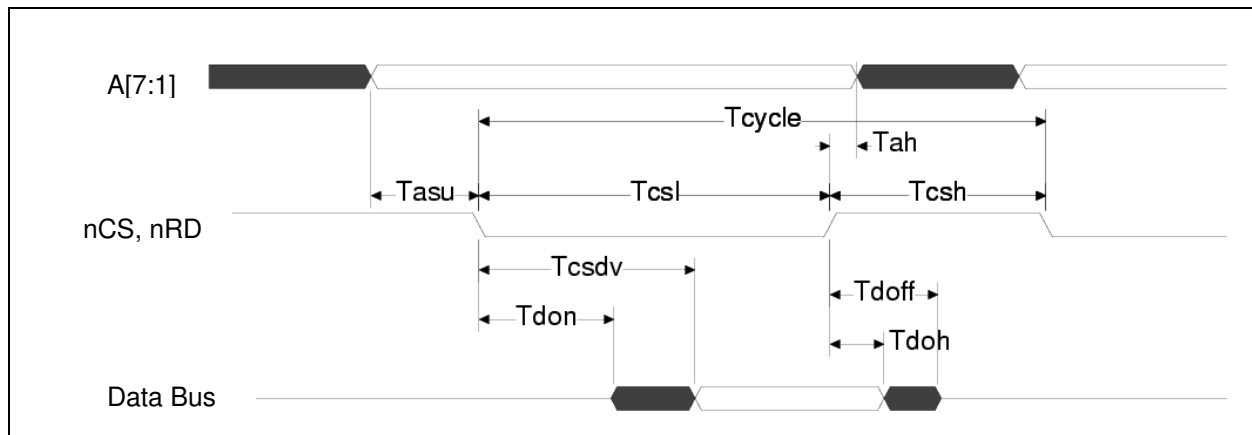 A[7:1]
Tcycle
Tah
Tasu
Tcsl
Tcsh
nCS, nRD
Tcsdv
Tdoff
Tdon
Tdoh
Data Bus